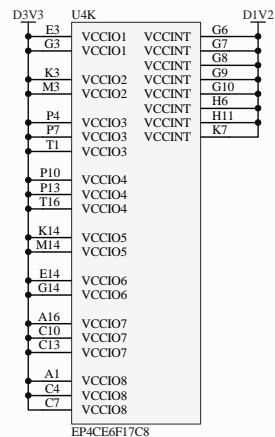 D3V3 U4K D1V2
E3 VCCIO1 VCCINT G6
G3 VCCIO1 VCCINT G7
VCCINT G8
K3 VCCIO2 VCCINT G9
M3 VCCIO2 VCCINT G10
VCCINT H6
P4 VCCIO3 VCCINT H11
P7 VCCIO3 VCCINT K7
T1 VCCIO3
P10 VCCIO4
P13 VCCIO4
T16 VCCIO4
K14 VCCIO5
M14 VCCIO5
E14 VCCIO6
G14 VCCIO6
A16 VCCIO7
C10 VCCIO7
C13 VCCIO7
A1 VCCIO8
C4 VCCIO8
C7 VCCIO8
EP4CE6F17C8